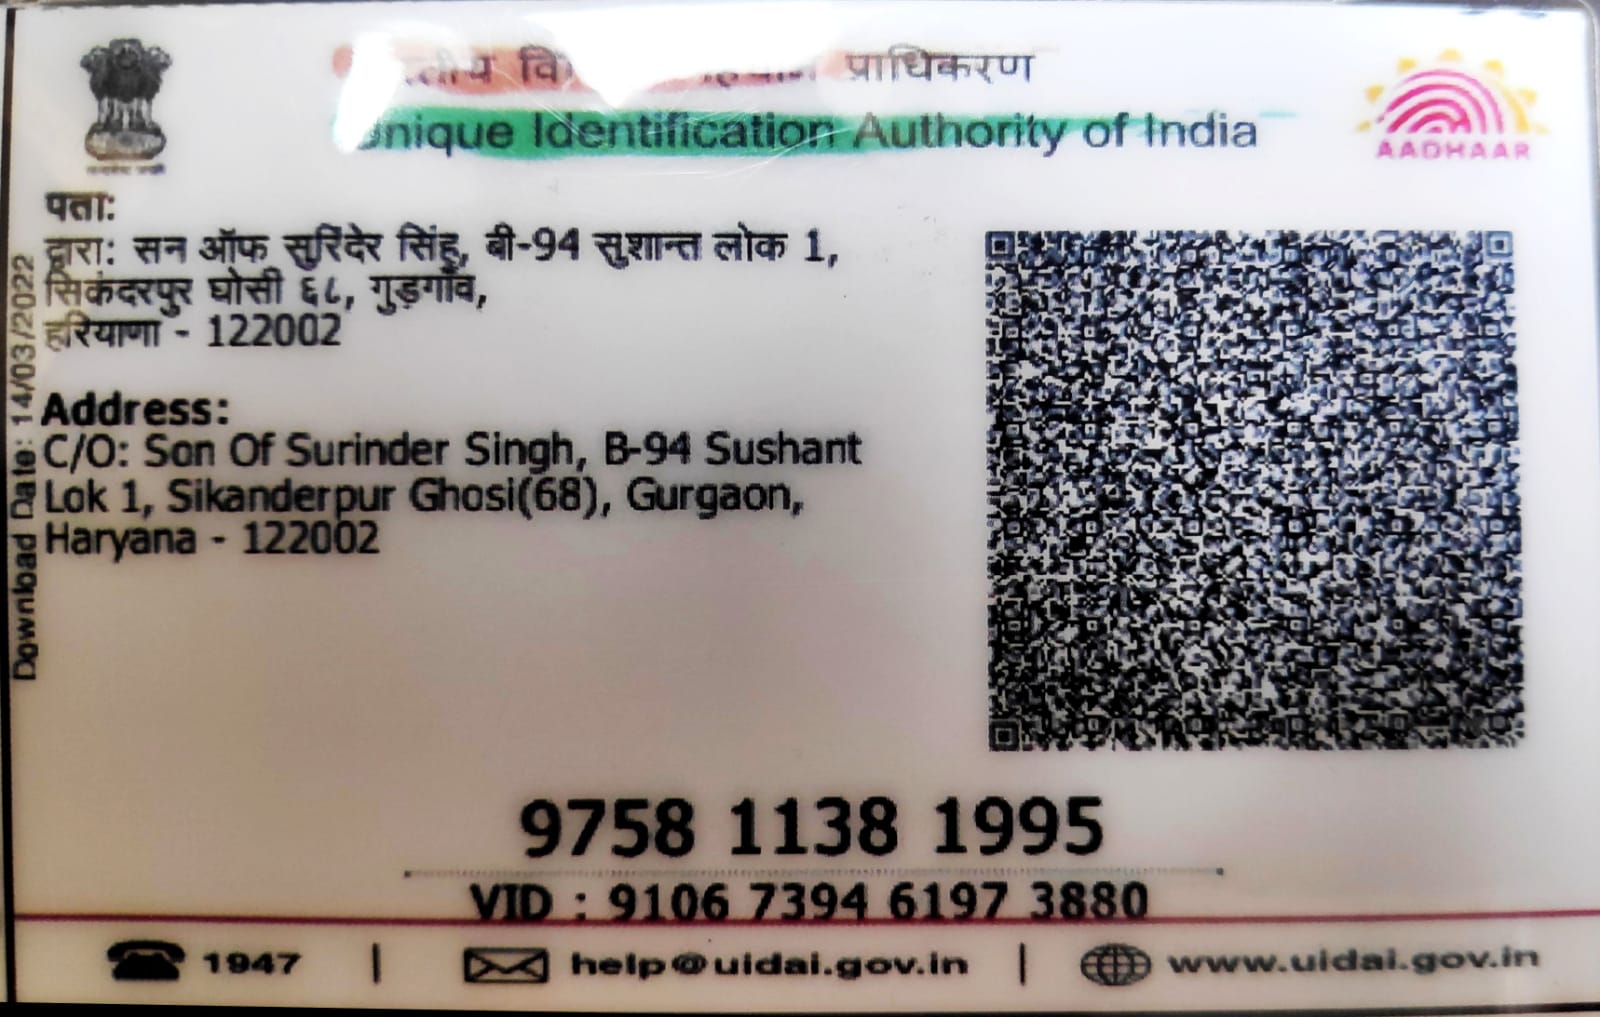 प्राधिकरण
Unique Identification Authority of India
AADHAAR
पता:
द्वारा: सन ऑफ सुरिंदेर सिंह, बी-94 सुशान्त लोक 1,
सिकंदरपुर घोसी ६८, गुड़गाँव,
हरियाणा - 122002
Address:
C/O: Son Of Surinder Singh, B-94 Sushant
Lok 1, Sikanderpur Ghosi(68), Gurgaon,
Haryana - 122002
Download Date: 14/03/2022
9758 1138 1995
VID : 9106 7394 6197 3880
1947 | help@uidai.gov.in | www.uidai.gov.in